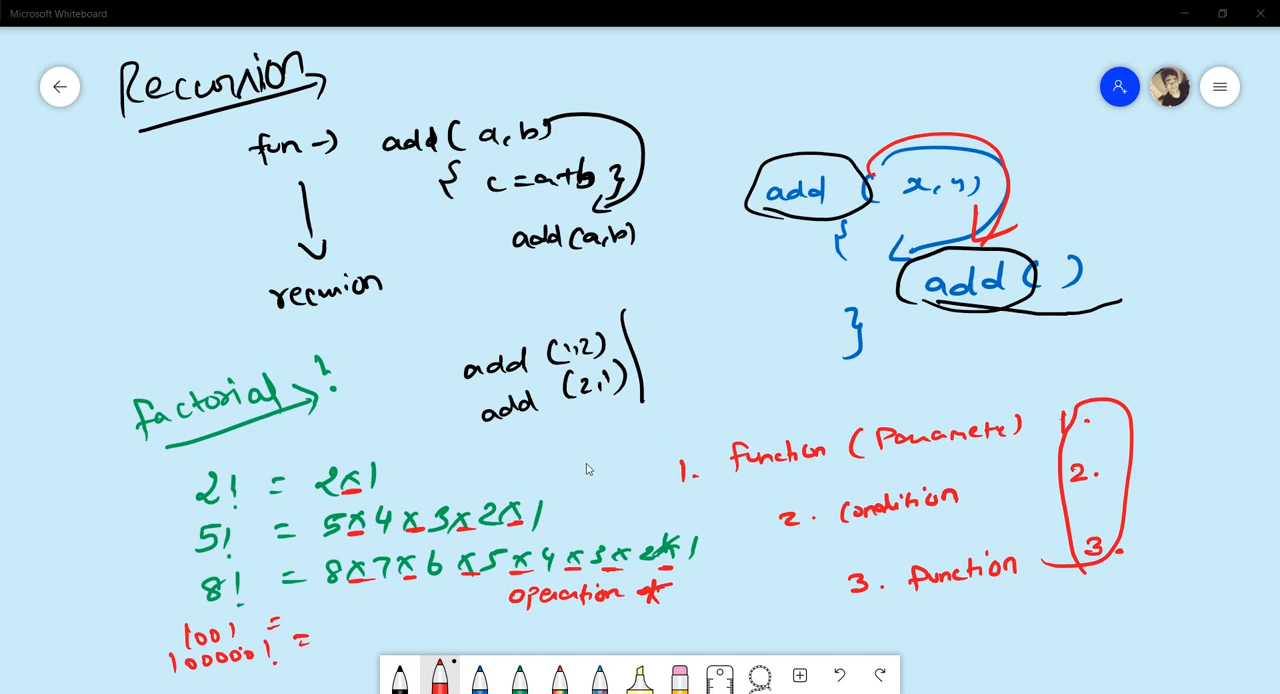 Microsoft Whiteboard
Recursion
fun → add( a, b)
{ c = a+b }
add(a,b)
recursion
add ( x, y)
{
add( )
}
add (1,2)
add (2,1)
factorial → !
2! = 2x1
5! = 5x4x3x2x1
8! = 8x7x6x5x4x3x2x1
operation *
100! =
100000! =
1. function (Paramete)
2. Condition
3. function
1.
2.
3.